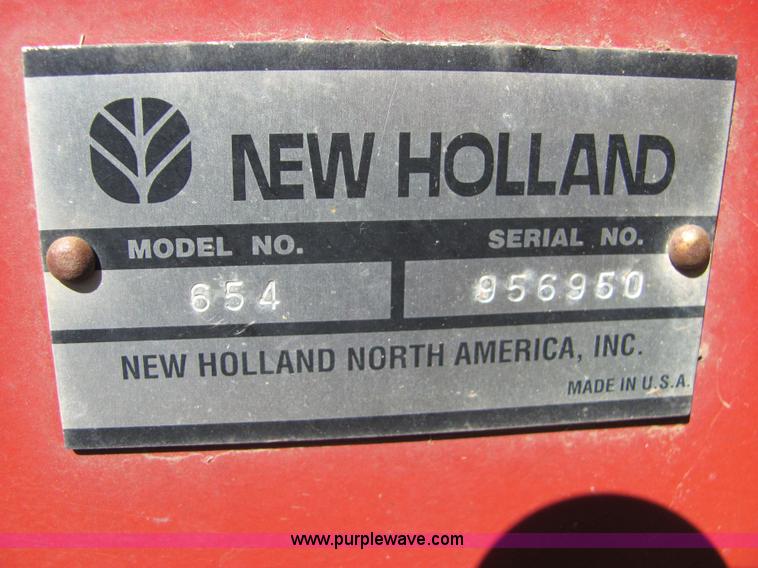 NEW HOLLAND
MODEL NO. SERIAL NO.
654 956950
NEW HOLLAND NORTH AMERICA, INC.
MADE IN U.S.A.
www.purplewave.com